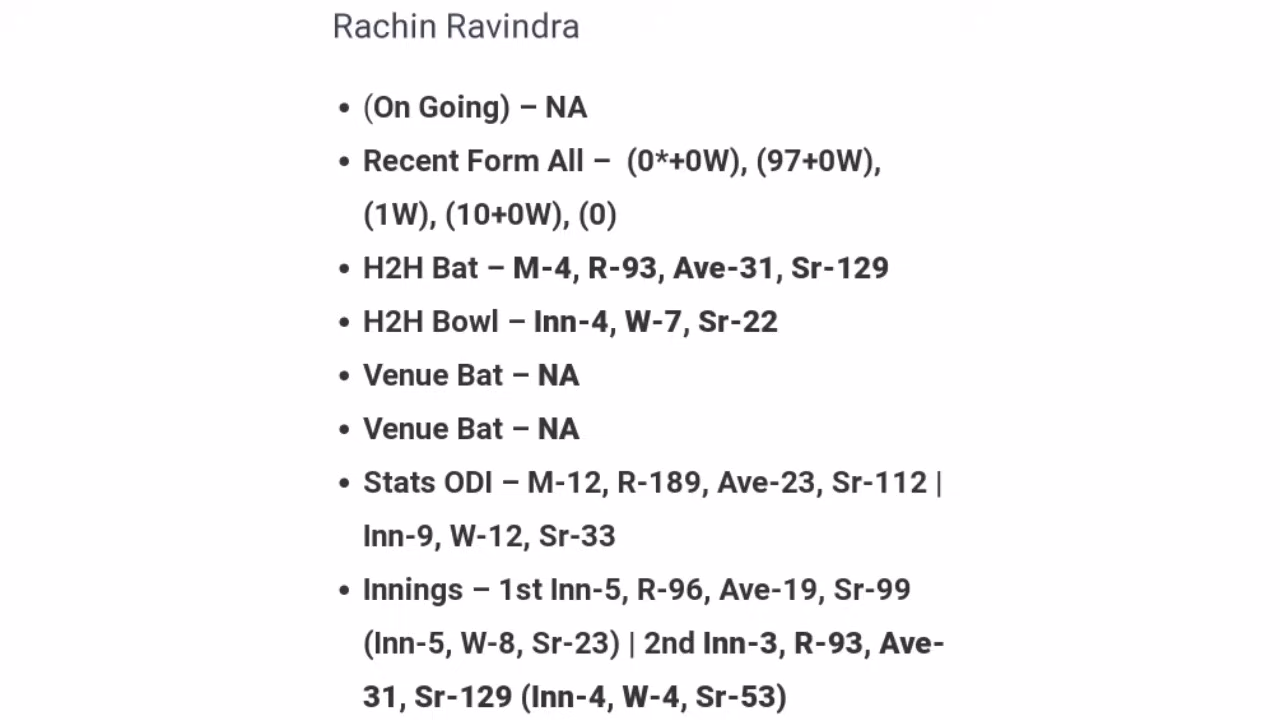 Rachin Ravindra
• (On Going) – NA
• Recent Form All – (0*+0W), (97+0W),
(1W), (10+0W), (0)
• H2H Bat – M-4, R-93, Ave-31, Sr-129
• H2H Bowl – Inn-4, W-7, Sr-22
• Venue Bat – NA
• Venue Bat – NA
• Stats ODI – M-12, R-189, Ave-23, Sr-112 |
Inn-9, W-12, Sr-33
• Innings – 1st Inn-5, R-96, Ave-19, Sr-99
(Inn-5, W-8, Sr-23) | 2nd Inn-3, R-93, Ave-
31, Sr-129 (Inn-4, W-4, Sr-53)